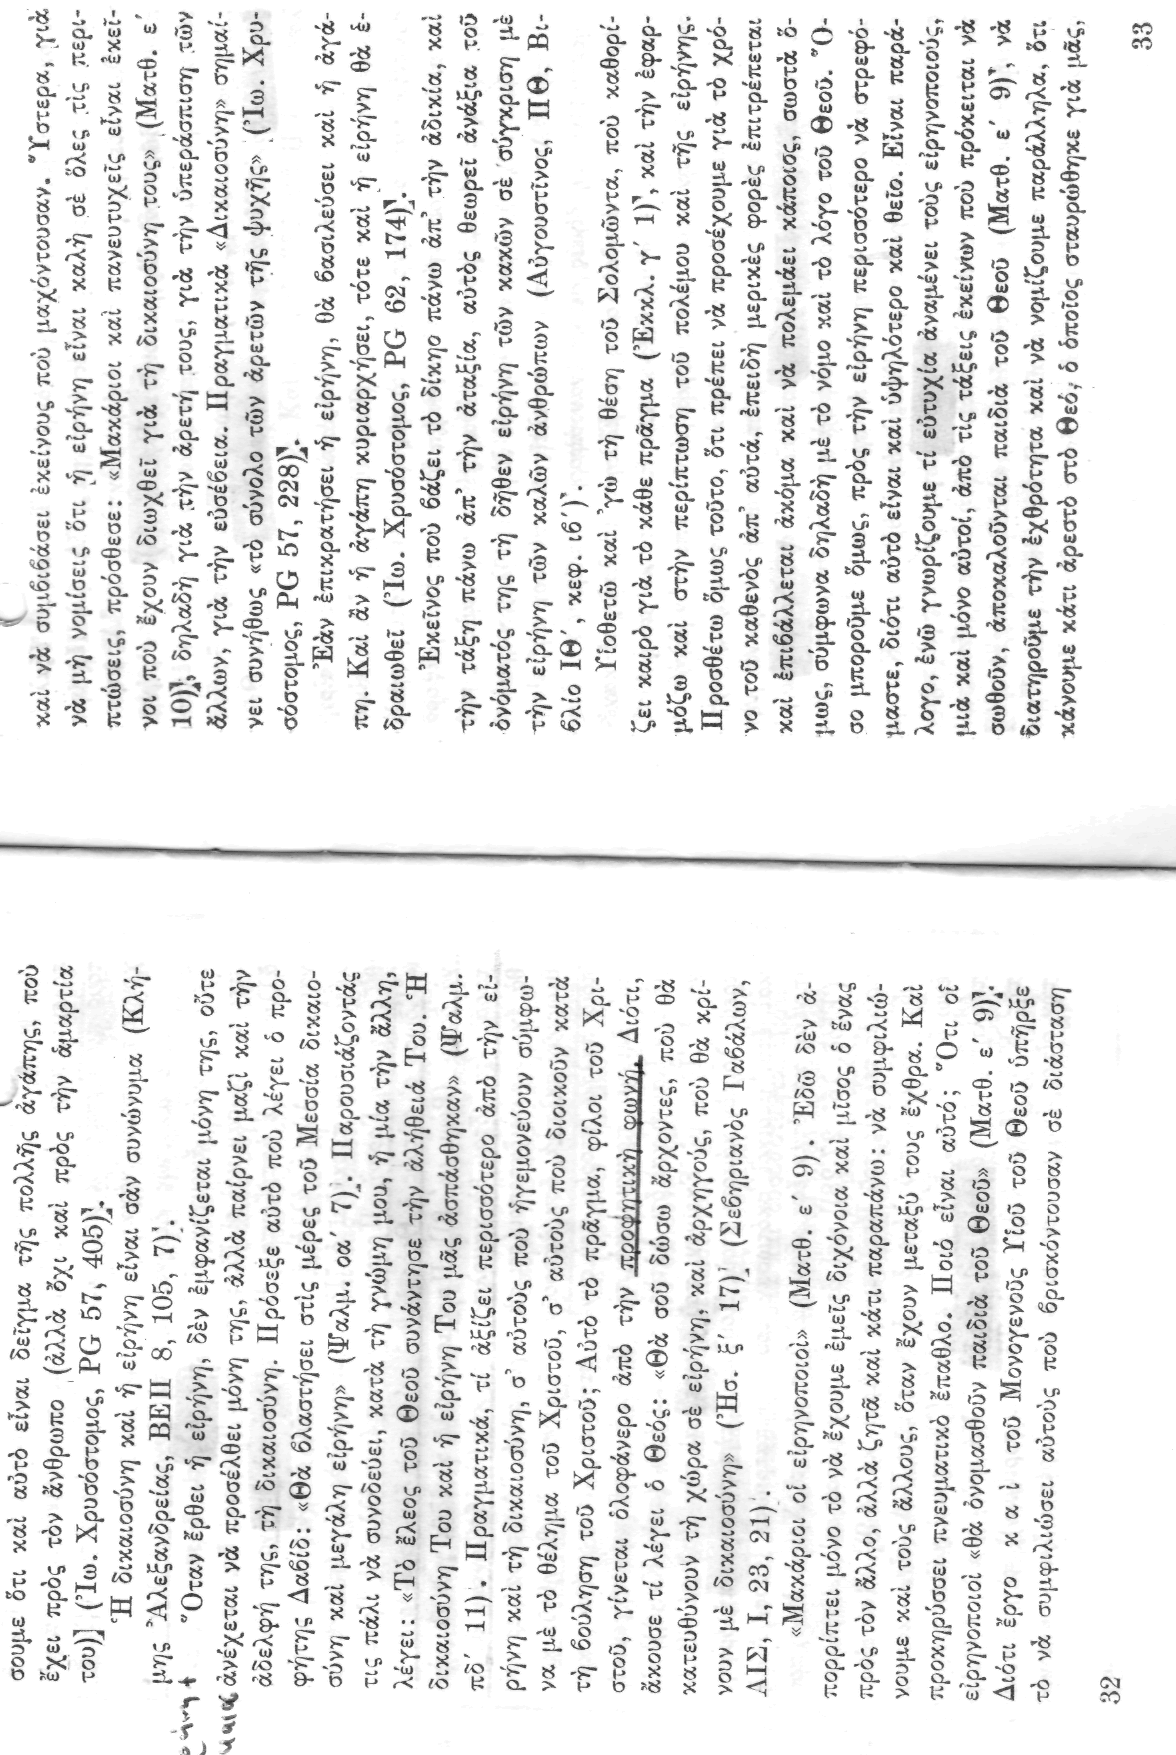 σουμε ὅτι καὶ αὐτὸ εἶναι δεῖγμα τῆς πολλῆς ἀγάπης, ποὺ
ἔχει πρὸς τὸν ἄνθρωπο (ἀλλὰ ὄχι καὶ πρὸς τὴν ἁμαρτία
του)] (Ἰω. Χρυσόστομος, PG 57, 405)].
Ἡ δικαιοσύνη καὶ ἡ εἰρήνη εἶναι σὰν συνώνυμα (Κλή-
μης Ἀλεξανδρείας, ΒΕΠ 8, 105, 7).
Ὅταν ἔρθει ἡ εἰρήνη, δὲν ἐμφανίζεται μόνη της, οὔτε
ἀνέχεται νὰ προσέλθει μόνη της, ἀλλὰ παίρνει μαζὶ καὶ τὴν
ἀδελφή της, τὴ δικαιοσύνη. Πρόσεξε αὐτὸ ποὺ λέγει ὁ προ-
φήτης Δαβίδ: «Θὰ βλαστήσει στὶς μέρες τοῦ Μεσσία δικαιο-
σύνη καὶ μεγάλη εἰρήνη» (Ψαλμ. οα΄ 7)]. Παρουσιάζοντάς
τις πάλι νὰ συνοδεύει, κατὰ τὴ γνώμη μου, ἡ μία τὴν ἄλλη,
λέγει: «Τὸ ἔλεος τοῦ Θεοῦ συνάντησε τὴν ἀλήθειά Του. Ἡ
δικαιοσύνη Του καὶ ἡ εἰρήνη Του μᾶς ἀσπάσθηκαν» (Ψαλμ.
πδ΄ 11). Πραγματικά, τί ἀξίζει περισσότερο ἀπὸ τὴν εἰ-
ρήνη καὶ τὴ δικαιοσύνη, σ' αὐτοὺς ποὺ ἡγεμονεύουν σύμφω-
να μὲ τὸ θέλημα τοῦ Χριστοῦ, σ' αὐτοὺς ποὺ διοικοῦν κατὰ
τὴ βούληση τοῦ Χριστοῦ; Αὐτὸ τὸ πρᾶγμα, φίλοι τοῦ Χρι-
στοῦ, γίνεται ὁλοφάνερο ἀπὸ τὴν προφητικὴ φωνή. Διότι,
ἄκουσε τί λέγει ὁ Θεός: «Θὰ σοῦ δώσω ἄρχοντες, ποὺ θὰ
κατευθύνουν τὴ χώρα σὲ εἰρήνη, καὶ ἀρχηγούς, ποὺ θὰ κρί-
νουν μὲ δικαιοσύνη» (Ἡσ. ξ΄ 17)] (Σεβηριανὸς Γαβάλων,
ΑΙΣ, Ι, 23, 21).
«Μακάριοι οἱ εἰρηνοποιοὶ» (Ματθ. ε΄ 9). Ἐδῶ δὲν ἀ-
πορρίπτει μόνο τὸ νὰ ἔχουμε ἐμεῖς διχόνοια καὶ μῖσος ὁ ἕνας
πρὸς τὸν ἄλλο, ἀλλὰ ζητᾶ καὶ κάτι παραπάνω: νὰ συμφιλιώ-
νουμε καὶ τοὺς ἄλλους, ὅταν ἔχουν μεταξύ τους ἔχθρα. Καὶ
προκηρύσσει πνευματικὸ ἔπαθλο. Ποιὸ εἶναι αὐτό; Ὅτι οἱ
εἰρηνοποιοὶ «θὰ ὀνομασθοῦν παιδιὰ τοῦ Θεοῦ» (Ματθ. ε΄ 9)].
Διότι ἔργο κ α ὶ τοῦ Μονογενοῦς Υἱοῦ τοῦ Θεοῦ ὑπῆρξε
τὸ νὰ συμφιλιώσει αὐτοὺς ποὺ βρισκόντουσαν σὲ διάσταση
32
καὶ νὰ συμβιβάσει ἐκείνους ποὺ μαχόντουσαν. Ὕστερα, γιὰ
νὰ μὴ νομίσεις ὅτι ἡ εἰρήνη εἶναι καλὴ σὲ ὅλες τὶς περι-
πτώσεις, πρόσθεσε: «Μακάριοι καὶ πανευτυχεῖς εἶναι ἐκεῖ-
νοι ποὺ ἔχουν διωχθεῖ γιὰ τὴ δικαιοσύνη τους» (Ματθ. ε΄
10)], δηλαδὴ γιὰ τὴν ἀρετή τους, γιὰ τὴν ὑπεράσπιση τῶν
ἄλλων, γιὰ τὴν εὐσέβεια. Πραγματικὰ «Δικαιοσύνη» σημαί-
νει συνήθως «τὸ σύνολο τῶν ἀρετῶν τῆς ψυχῆς» (Ἰω. Χρυ-
σόστομος, PG 57, 228)].
Ἐὰν ἐπικρατήσει ἡ εἰρήνη, θὰ βασιλεύσει καὶ ἡ ἀγά-
πη. Καὶ ἂν ἡ ἀγάπη κυριαρχήσει, τότε καὶ ἡ εἰρήνη θὰ ἑ-
δραιωθεῖ (Ἰω. Χρυσόστομος, PG 62, 174)].
Ἐκεῖνος ποὺ βάζει τὸ δίκηο πάνω ἀπ' τὴν ἀδικία, καὶ
τὴν τάξη πάνω ἀπ' τὴν ἀταξία, αὐτὸς θεωρεῖ ἀνάξια τοῦ
ὀνόματός της τὴ δῆθεν εἰρήνη τῶν κακῶν σὲ σύγκριση μὲ
τὴν εἰρήνη τῶν καλῶν ἀνθρώπων (Αὐγουστῖνος, ΠΘ, Βι-
βλίο ΙΘ΄, κεφ. ιβ΄).
Υἱοθετῶ καὶ 'γω τὴ θέση τοῦ Σολομῶντα, ποὺ καθορί-
ζει καιρὸ γιὰ τὸ κάθε πρᾶγμα (Ἐκκλ. γ΄ 1)], καὶ τὴν ἐφαρ-
μόζω καὶ στὴν περίπτωση τοῦ πολέμου καὶ τῆς εἰρήνης.
Προσθέτω ὅμως τοῦτο, ὅτι πρέπει νὰ προσέχουμε γιὰ τὸ χρό-
νο τοῦ καθενὸς ἀπ' αὐτά, ἐπειδὴ μερικὲς φορὲς ἐπιτρέπεται
καὶ ἐπιβάλλεται ἀκόμα καὶ νὰ πολεμάει κάποιος, σωστὰ ὅ-
μως, σύμφωνα δηλαδὴ μὲ τὸ νόμο καὶ τὸ λόγο τοῦ Θεοῦ. Ὅ-
σο μποροῦμε ὅμως, πρὸς τὴν εἰρήνη περισσότερο νὰ στρεφό-
μαστε, διότι αὐτὸ εἶναι καὶ ὑψηλότερο καὶ θεῖο. Εἶναι παρά-
λογο, ἐνῶ γνωρίζουμε τί εὐτυχία ἀναμένει τοὺς εἰρηνοποιούς,
μιὰ καὶ μόνο αὐτοί, ἀπὸ τὶς τάξεις ἐκείνων ποὺ πρόκειται νὰ
σωθοῦν, ἀποκαλοῦνται παιδιὰ τοῦ Θεοῦ (Ματθ. ε΄ 9)], νὰ
διατηροῦμε τὴν ἐχθρότητα καὶ νὰ νομίζουμε παράλληλα, ὅτι
κάνουμε κάτι ἀρεστὸ στὸ Θεό, ὁ ὁποῖος σταυρώθηκε γιὰ μᾶς,
33